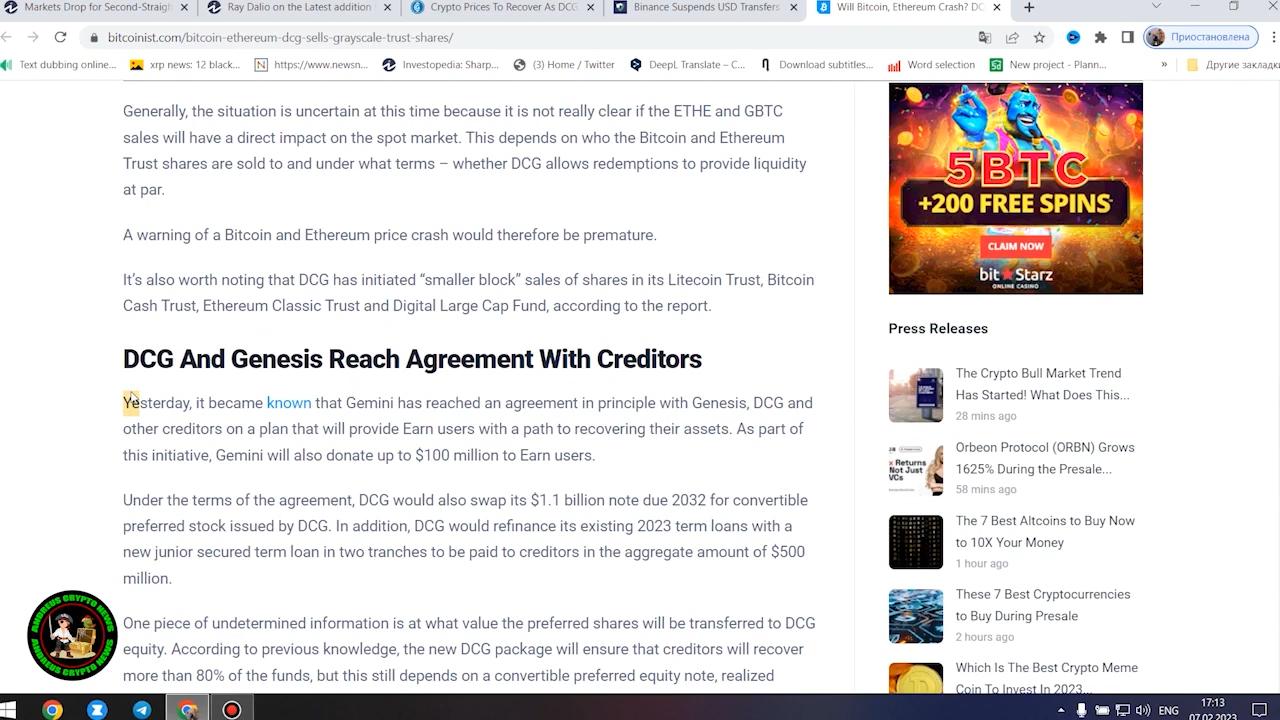 Markets Drop for Second-Straigh
Ray Dalio on the Latest addition
Crypto Prices To Recover As DCG
Binance Suspends USD Transfers
Will Bitcoin, Ethereum Crash? DC
bitcoinist.com/bitcoin-ethereum-dcg-sells-grayscale-trust-shares/
Приостановлена
Text dubbing online...
xrp news: 12 black...
https://www.newsn...
Investopedia: Sharp...
(3) Home / Twitter
DeepL Translate – C...
Download subtitles...
Word selection
New project - Plann...
»
Другие закладки
Generally, the situation is uncertain at this time because it is not really clear if the ETHE and GBTC
sales will have a direct impact on the spot market. This depends on who the Bitcoin and Ethereum
Trust shares are sold to and under what terms – whether DCG allows redemptions to provide liquidity
at par.
A warning of a Bitcoin and Ethereum price crash would therefore be premature.
It's also worth noting that DCG has initiated “smaller block” sales of shares in its Litecoin Trust, Bitcoin
Cash Trust, Ethereum Classic Trust and Digital Large Cap Fund, according to the report.
DCG And Genesis Reach Agreement With Creditors
Yesterday, it became known that Gemini has reached an agreement in principle with Genesis, DCG and
other creditors on a plan that will provide Earn users with a path to recovering their assets. As part of
this initiative, Gemini will also donate up to $100 million to Earn users.
Under the terms of the agreement, DCG would also swap its $1.1 billion note due 2032 for convertible
preferred stock issued by DCG. In addition, DCG would refinance its existing 2023 term loans with a
new junior secured term loan in two tranches to be paid to creditors in the aggregate amount of $500
million.
One piece of undetermined information is at what value the preferred shares will be transferred to DCG
equity. According to previous knowledge, the new DCG package will ensure that creditors will recover
more than 80% of the funds, but this still depends on a convertible preferred equity note, realized
5BTC
+200 FREE SPINS
CLAIM NOW
bitStarz
ONLINE CASINO
Press Releases
The Crypto Bull Market Trend
Has Started! What Does This...
28 mins ago
Orbeon Protocol (ORBN) Grows
1625% During the Presale...
58 mins ago
x Returns
Not Just
VCs
The 7 Best Altcoins to Buy Now
to 10X Your Money
1 hour ago
These 7 Best Cryptocurrencies
to Buy During Presale
2 hours ago
Which Is The Best Crypto Meme
Coin To Invest In 2023...
ANDREUS CRYPTO NEWS
ANDREUS CRYPTO NEWS
ENG
17:13
07.02.2023